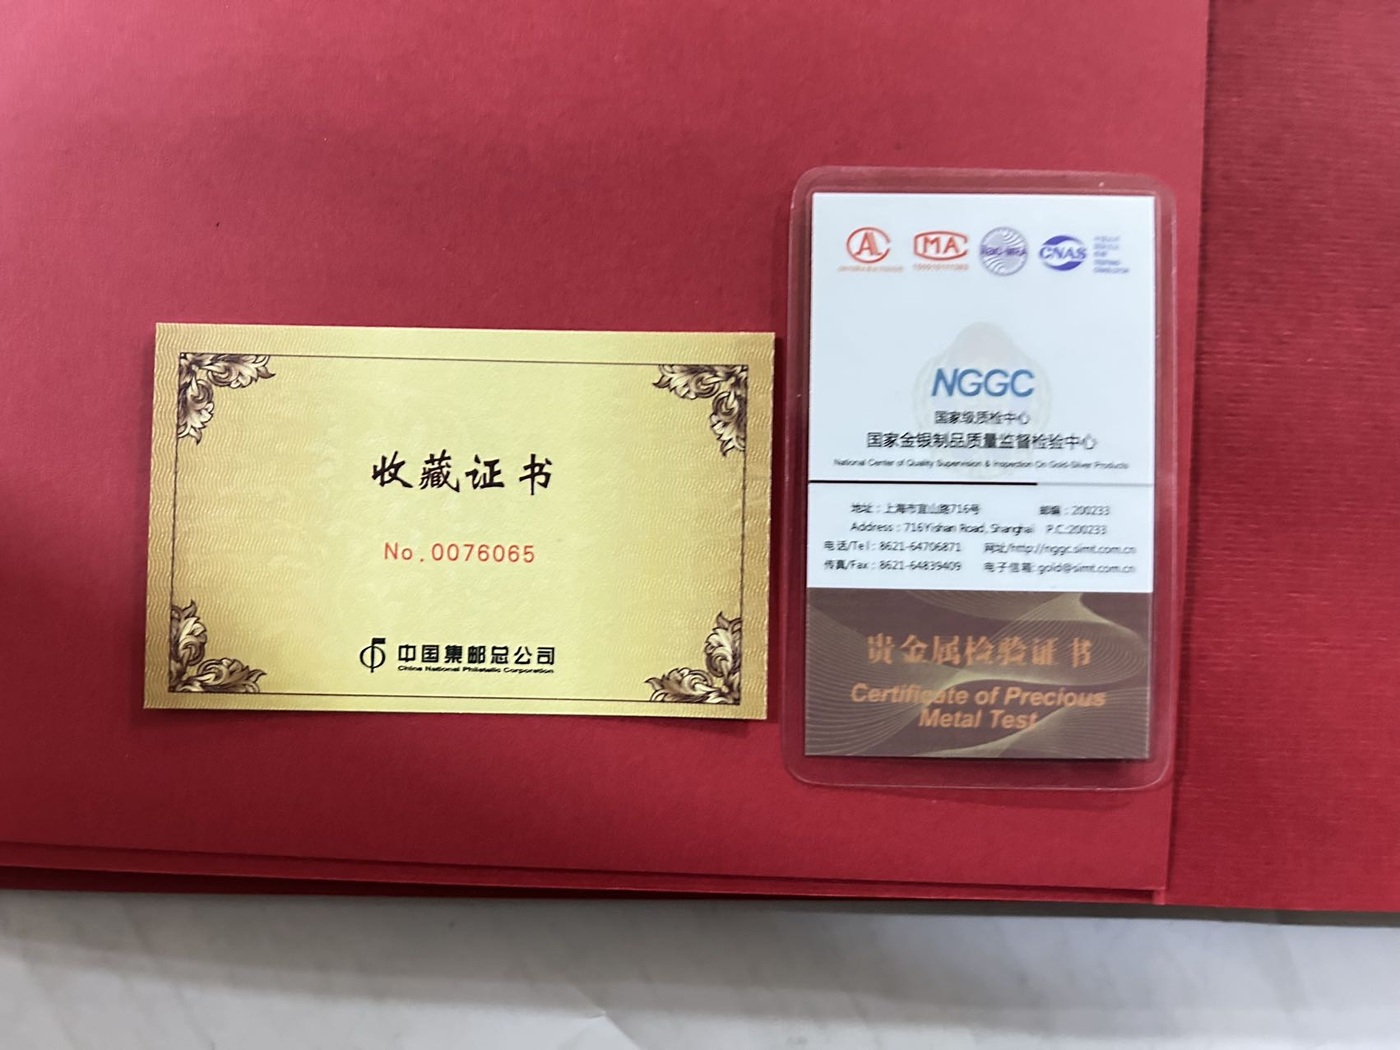 收藏证书
No.0076065
中国集邮总公司
China National Philatelic Corporation
MA
ilac-MRA
CNAS
NGGC
国家级质检中心
国家金银制品质量监督检验中心
National Center of Quality Supervision & Inspection On Gold-Silver Products
地址：上海市宜山路716号 邮编：200233
Address：716Yishan Road, Shanghai P.C:200233
电话/Tel：8621-64706871 网址/http://nggc.simt.com.cn
传真/Fax：8621-64839409 电子信箱: gold@simt.com.cn
贵金属检验证书
Certificate of Precious
Metal Test